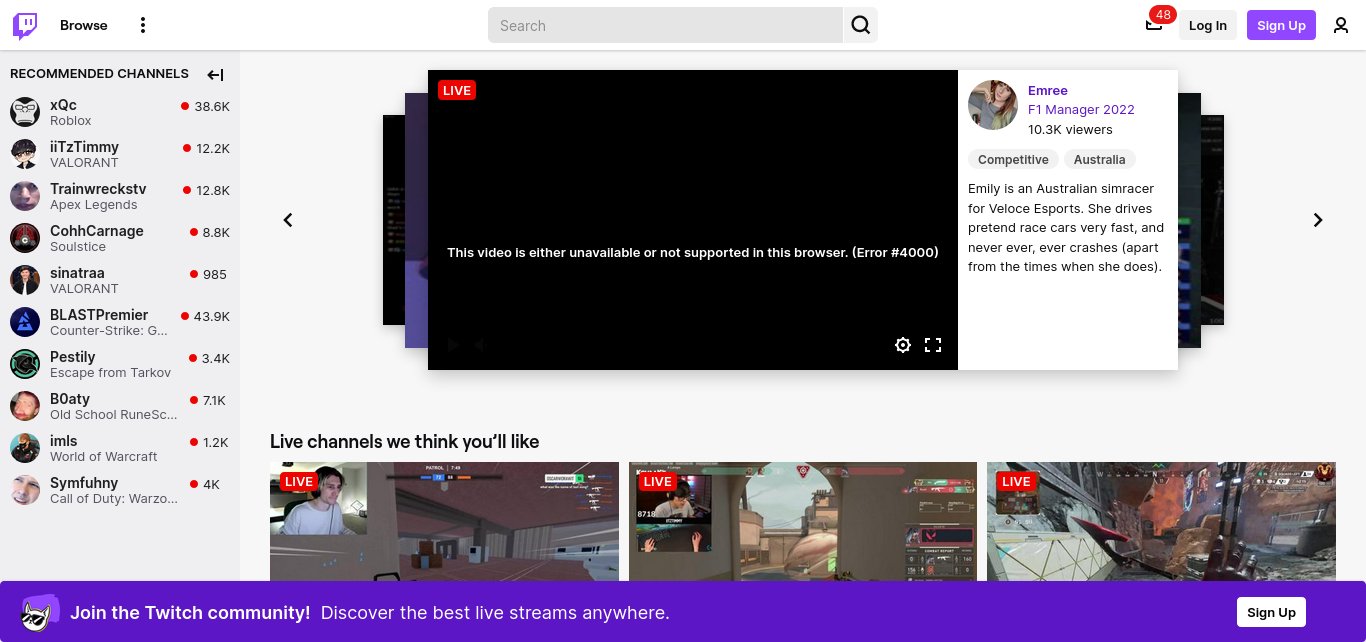 Browse
Search
48
Log In
Sign Up
RECOMMENDED CHANNELS
xQc
Roblox
38.6K
iiTzTimmy
VALORANT
12.2K
Trainwreckstv
Apex Legends
12.8K
CohhCarnage
Soulstice
8.8K
sinatraa
VALORANT
985
BLASTPremier
Counter-Strike: G...
43.9K
Pestily
Escape from Tarkov
3.4K
B0aty
Old School RuneSc...
7.1K
imls
World of Warcraft
1.2K
Symfuhny
Call of Duty: Warzo...
4K
LIVE
This video is either unavailable or not supported in this browser. (Error #4000)
Emree
F1 Manager 2022
10.3K viewers
Competitive
Australia
Emily is an Australian simracer
for Veloce Esports. She drives
pretend race cars very fast, and
never ever, ever crashes (apart
from the times when she does).
Live channels we think you'll like
LIVE
PATROL
7:49
LIVE
8718
COMBAT REPORT
LIVE
Join the Twitch community! Discover the best live streams anywhere.
Sign Up